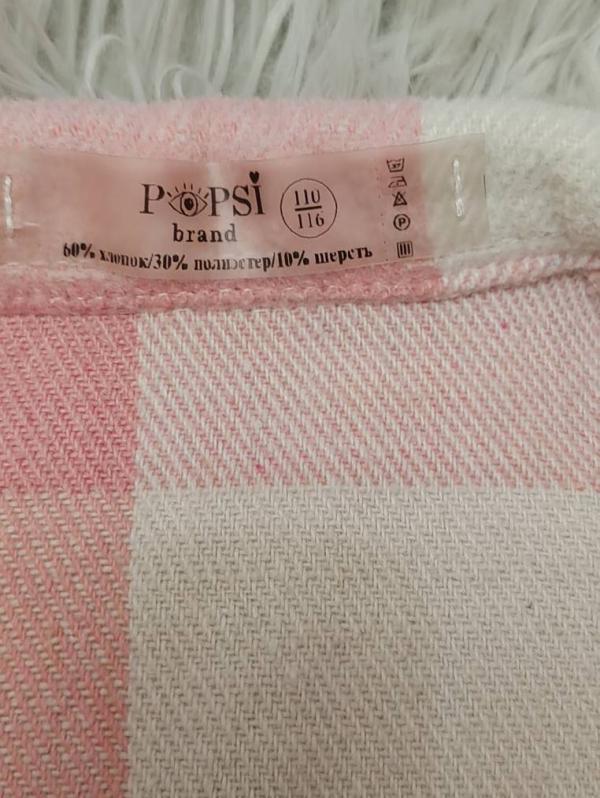 POPSI
110
116
brand
60% хлопок/30% полиэстер/10% шерсть
P